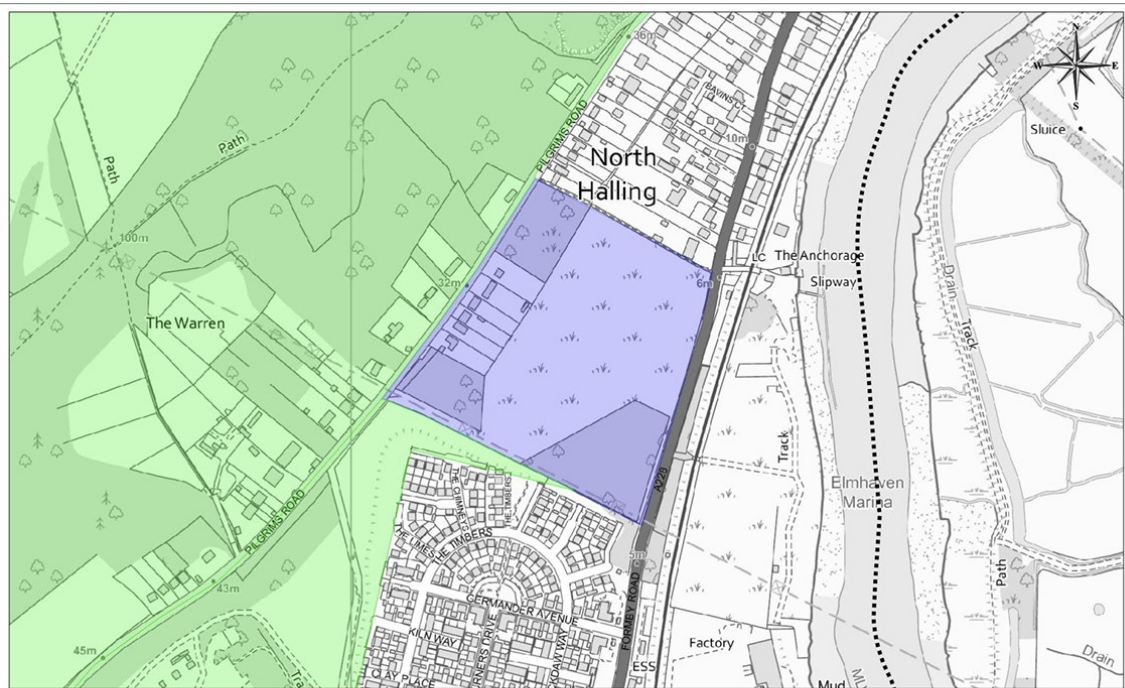 36m
N
W
E
S
BAVINS CT
10m
Sluice
PILGRIMS ROAD
North
Halling
Path
Path
100m
LC
The Anchorage
Slipway
6m
32m
Drain
Track
The Warren
Track
A228
Elmhaven
Marina
THE TIMBERS
THE LIMES
THE TIMBERS
PILGRIMS ROAD
5m
Path
43m
GERMANDER AVENUE
FORMBY ROAD
KILN WAY
Factory
45m
ESS
CLAY PLACE
Mud
Drain